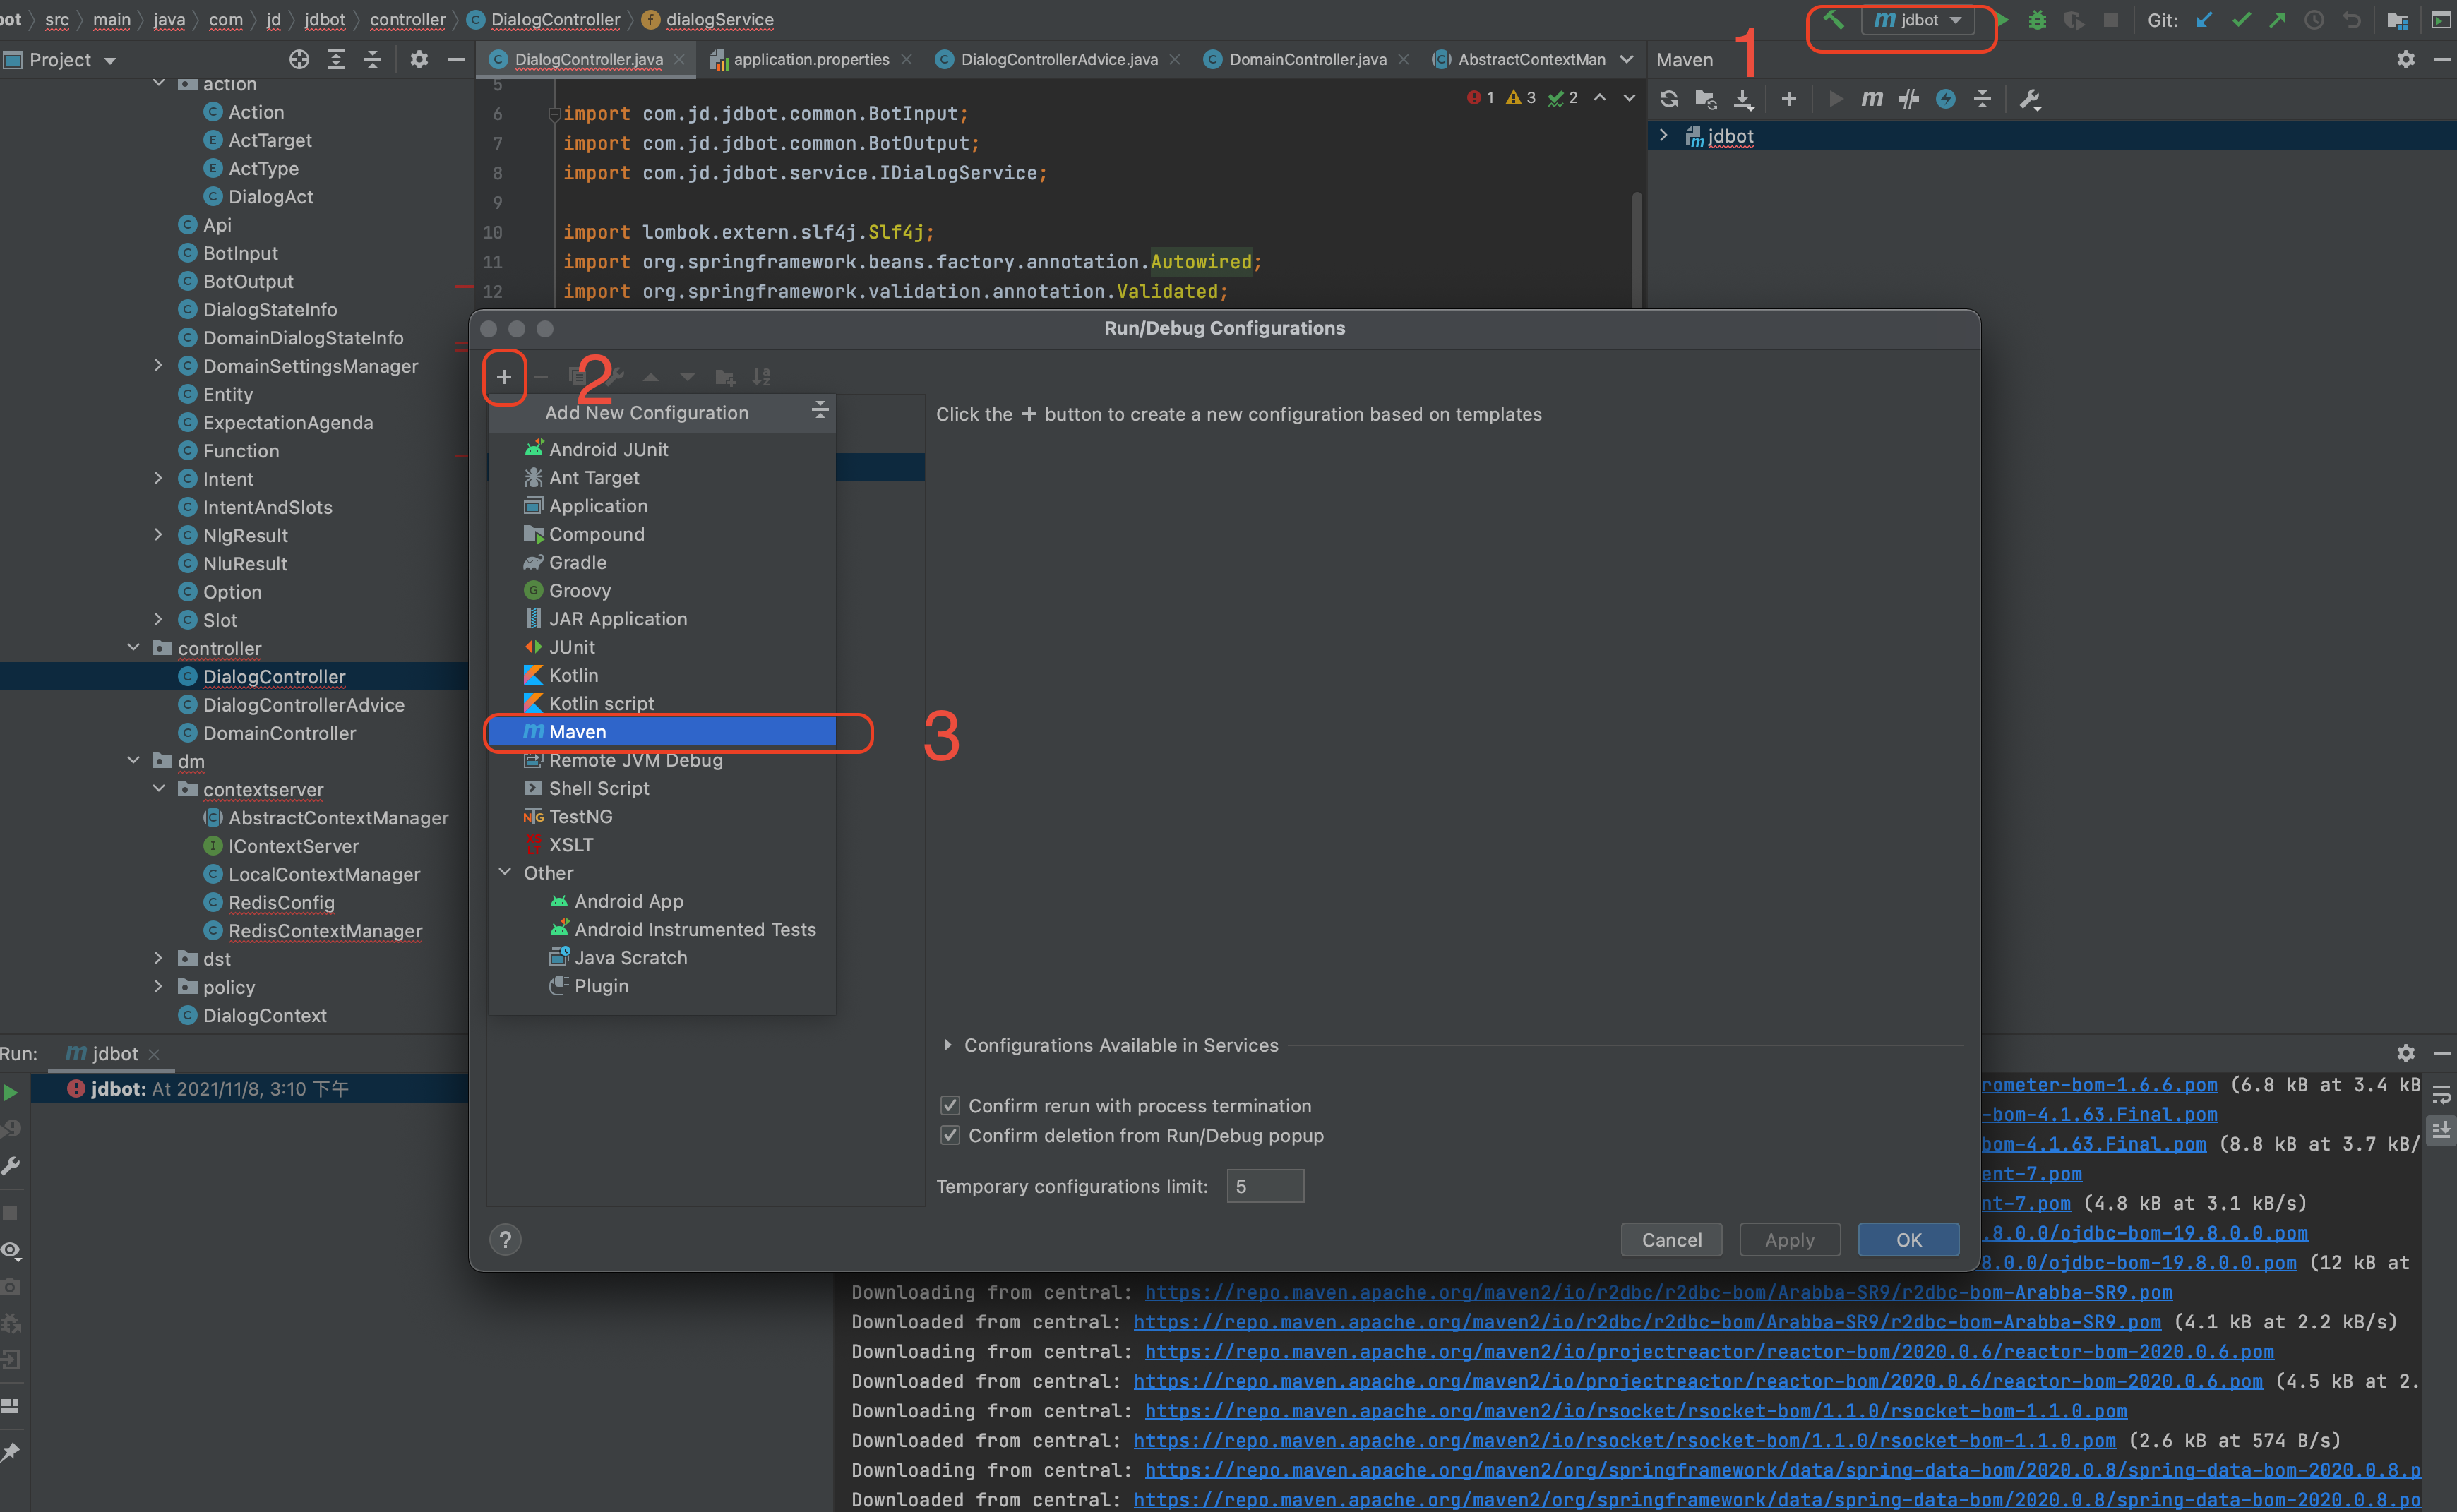 ot src main java com jd jdbot controller DialogController dialogService
jdbot Git:
1
Project
DialogController.java application.properties DialogControllerAdvice.java DomainController.java AbstractContextMan
Maven
1 3 2
jdbot
action
Action
ActTarget
ActType
DialogAct
Api
BotInput
BotOutput
DialogStateInfo
DomainDialogStateInfo
DomainSettingsManager
Entity
ExpectationAgenda
Function
Intent
IntentAndSlots
NlgResult
NluResult
Option
Slot
controller
DialogController
DialogControllerAdvice
DomainController
dm
contextserver
AbstractContextManager
IContextServer
LocalContextManager
RedisConfig
RedisContextManager
dst
policy
DialogContext
5
6 import com.jd.jdbot.common.BotInput;
7 import com.jd.jdbot.common.BotOutput;
8 import com.jd.jdbot.service.IDialogService;
9
10 import lombok.extern.slf4j.Slf4j;
11 import org.springframework.beans.factory.annotation.Autowired;
12 import org.springframework.validation.annotation.Validated;
Run/Debug Configurations
2
Add New Configuration
Click the + button to create a new configuration based on templates
Android JUnit
Ant Target
Application
Compound
Gradle
Groovy
JAR Application
JUnit
Kotlin
Kotlin script
Maven
3
Remote JVM Debug
Shell Script
TestNG
XSLT
Other
Android App
Android Instrumented Tests
Java Scratch
Plugin
Configurations Available in Services
Confirm rerun with process termination
Confirm deletion from Run/Debug popup
Temporary configurations limit: 5
? Cancel Apply OK
Run: jdbot
jdbot: At 2021/11/8, 3:10 下午
rometer-bom-1.6.6.pom (6.8 kB at 3.4 kB
-bom-4.1.63.Final.pom
bom-4.1.63.Final.pom (8.8 kB at 3.7 kB/
ent-7.pom
nt-7.pom (4.8 kB at 3.1 kB/s)
.8.0.0/ojdbc-bom-19.8.0.0.pom
8.0.0/ojdbc-bom-19.8.0.0.pom (12 kB at
Downloading from central: https://repo.maven.apache.org/maven2/io/r2dbc/r2dbc-bom/Arabba-SR9/r2dbc-bom-Arabba-SR9.pom
Downloaded from central: https://repo.maven.apache.org/maven2/io/r2dbc/r2dbc-bom/Arabba-SR9/r2dbc-bom-Arabba-SR9.pom (4.1 kB at 2.2 kB/s)
Downloading from central: https://repo.maven.apache.org/maven2/io/projectreactor/reactor-bom/2020.0.6/reactor-bom-2020.0.6.pom
Downloaded from central: https://repo.maven.apache.org/maven2/io/projectreactor/reactor-bom/2020.0.6/reactor-bom-2020.0.6.pom (4.5 kB at 2.
Downloading from central: https://repo.maven.apache.org/maven2/io/rsocket/rsocket-bom/1.1.0/rsocket-bom-1.1.0.pom
Downloaded from central: https://repo.maven.apache.org/maven2/io/rsocket/rsocket-bom/1.1.0/rsocket-bom-1.1.0.pom (2.6 kB at 574 B/s)
Downloading from central: https://repo.maven.apache.org/maven2/org/springframework/data/spring-data-bom/2020.0.8/spring-data-bom-2020.0.8.p
Downloaded from central: https://repo.maven.apache.org/maven2/org/springframework/data/spring-data-bom/2020.0.8/spring-data-bom-2020.0.8.po